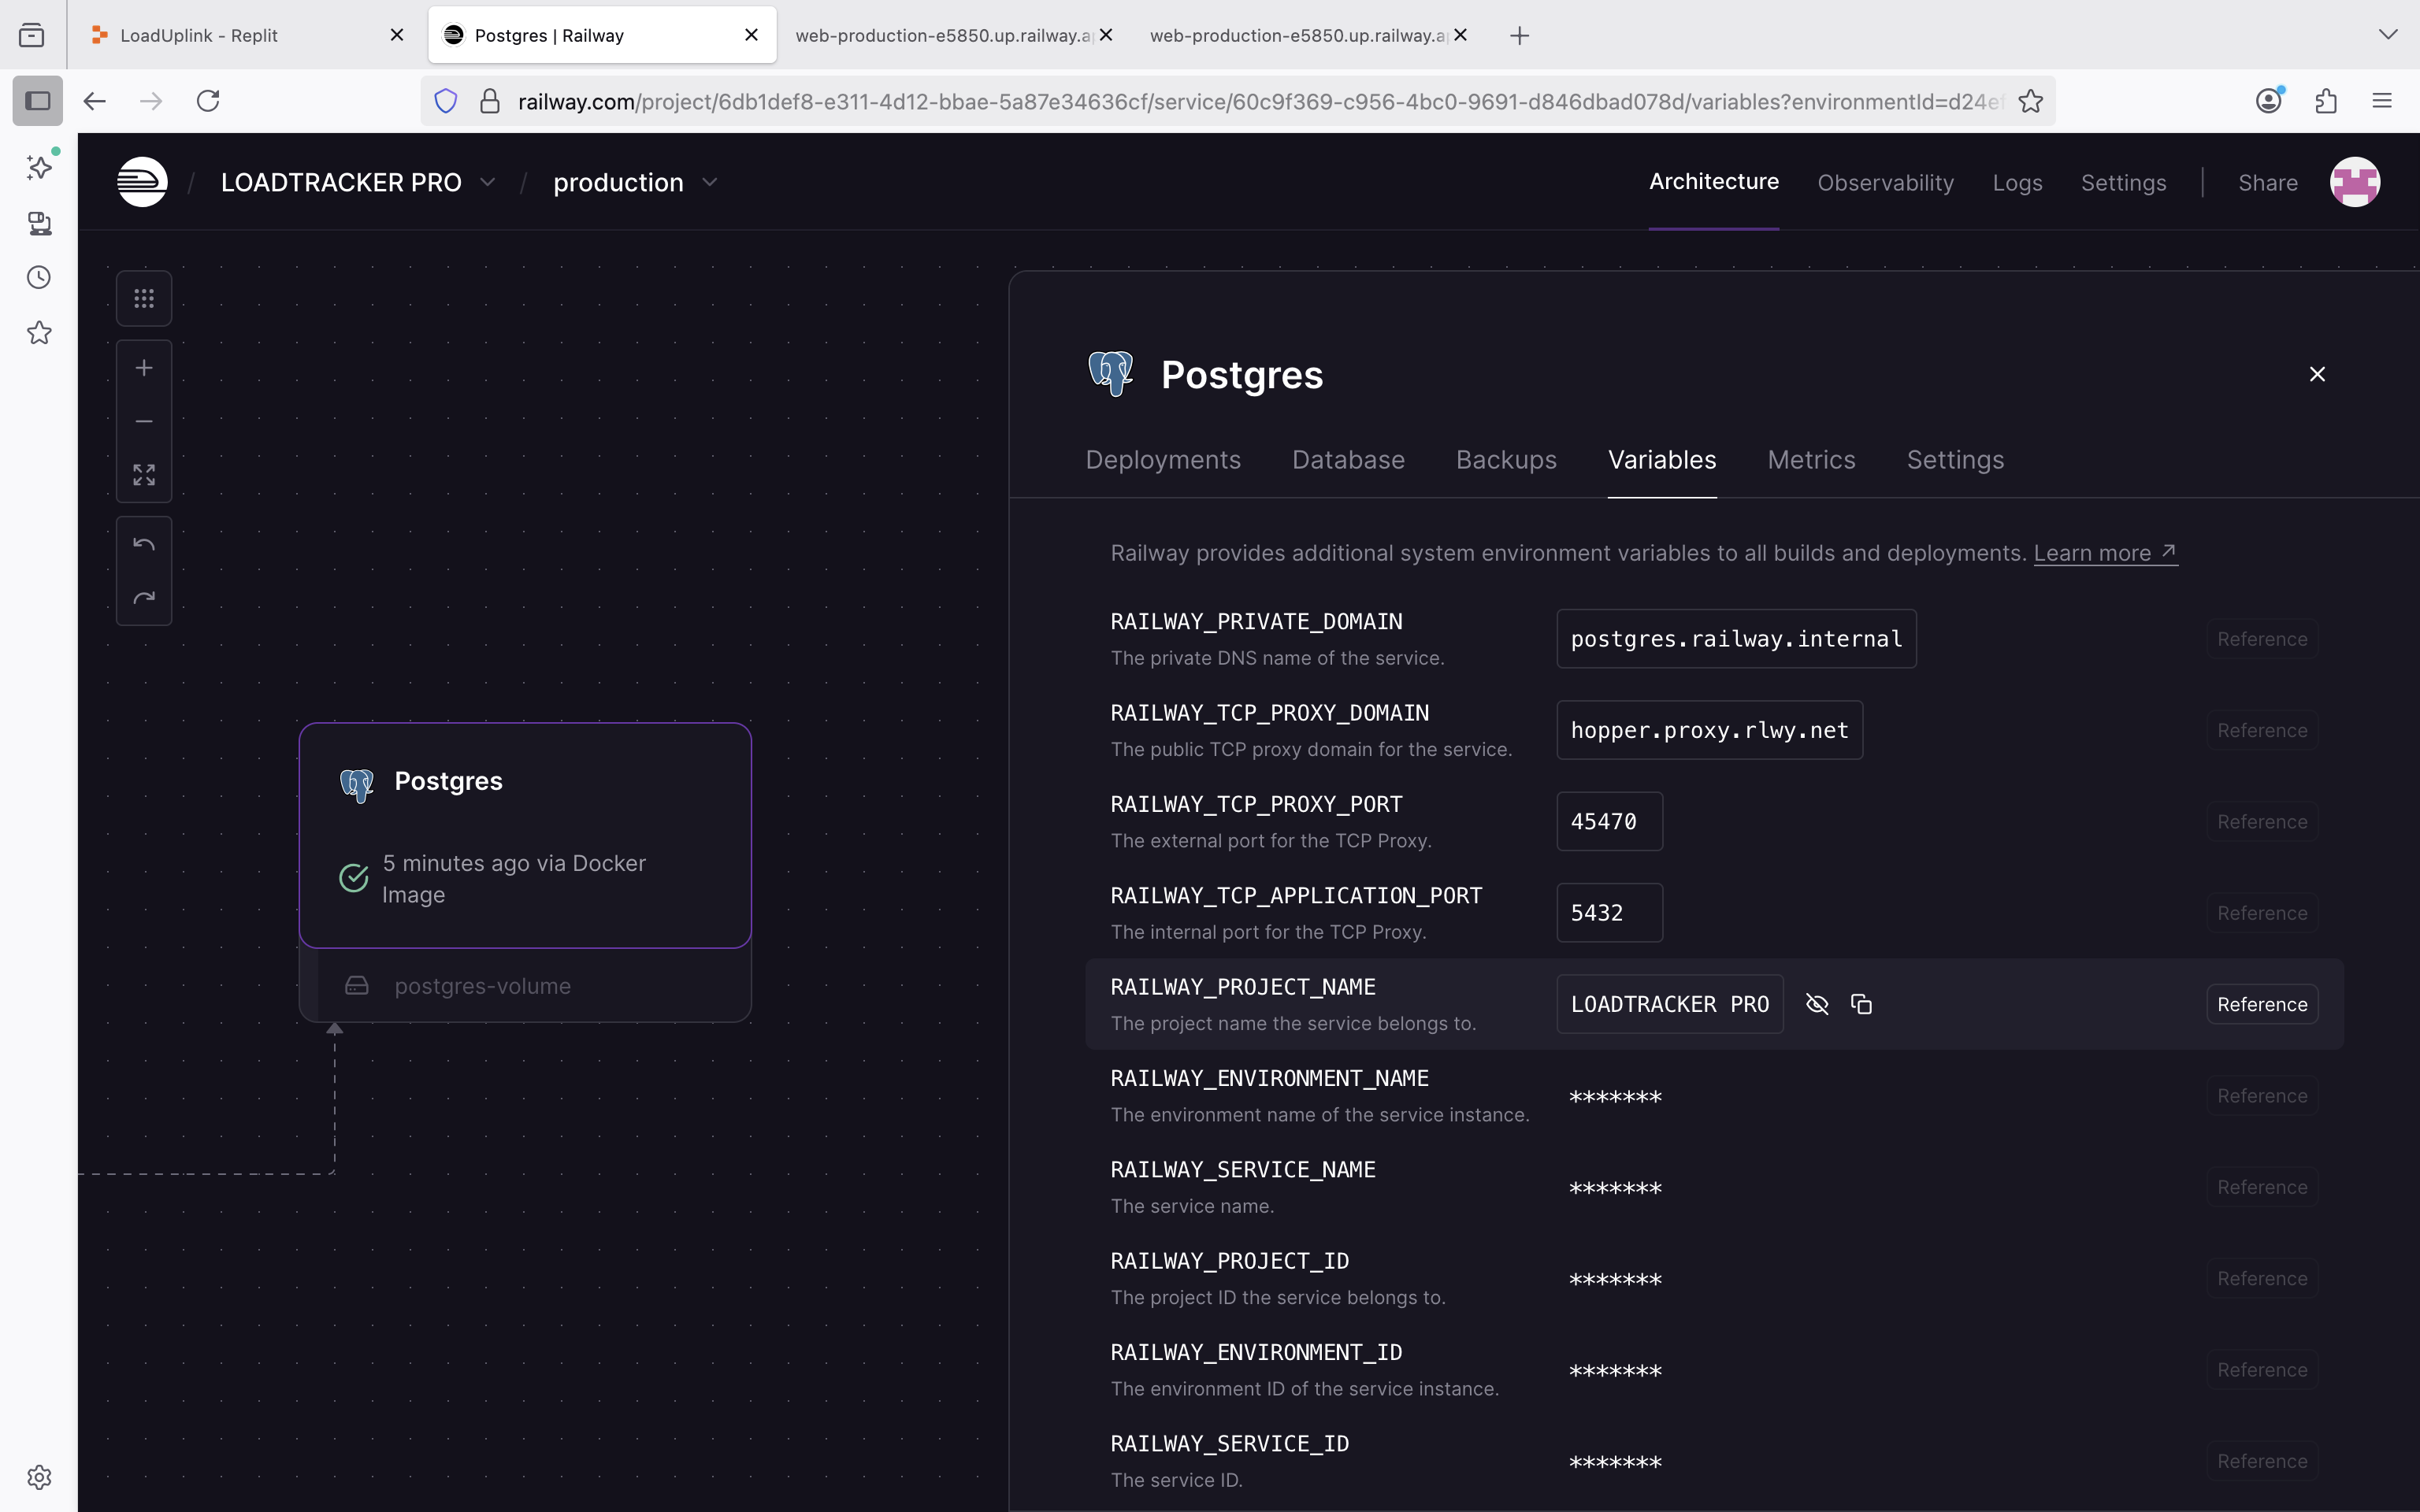 LoadUplink - Replit
Postgres | Railway
web-production-e5850.up.railway.a
web-production-e5850.up.railway.a
railway.com/project/6db1def8-e311-4d12-bbae-5a87e34636cf/service/60c9f369-c956-4bc0-9691-d846dbad078d/variables?environmentId=d24e
/ LOADTRACKER PRO / production
Architecture Observability Logs Settings | Share
Postgres
Deployments Database Backups Variables Metrics Settings
Railway provides additional system environment variables to all builds and deployments. Learn more ↗
RAILWAY_PRIVATE_DOMAIN
The private DNS name of the service.
postgres.railway.internal
Reference
RAILWAY_TCP_PROXY_DOMAIN
The public TCP proxy domain for the service.
hopper.proxy.rlwy.net
Reference
RAILWAY_TCP_PROXY_PORT
The external port for the TCP Proxy.
45470
Reference
RAILWAY_TCP_APPLICATION_PORT
The internal port for the TCP Proxy.
5432
Reference
RAILWAY_PROJECT_NAME
The project name the service belongs to.
LOADTRACKER PRO
Reference
RAILWAY_ENVIRONMENT_NAME
The environment name of the service instance.
*******
Reference
RAILWAY_SERVICE_NAME
The service name.
*******
Reference
RAILWAY_PROJECT_ID
The project ID the service belongs to.
*******
Reference
RAILWAY_ENVIRONMENT_ID
The environment ID of the service instance.
*******
Reference
RAILWAY_SERVICE_ID
The service ID.
*******
Reference
Postgres
5 minutes ago via Docker
Image
postgres-volume